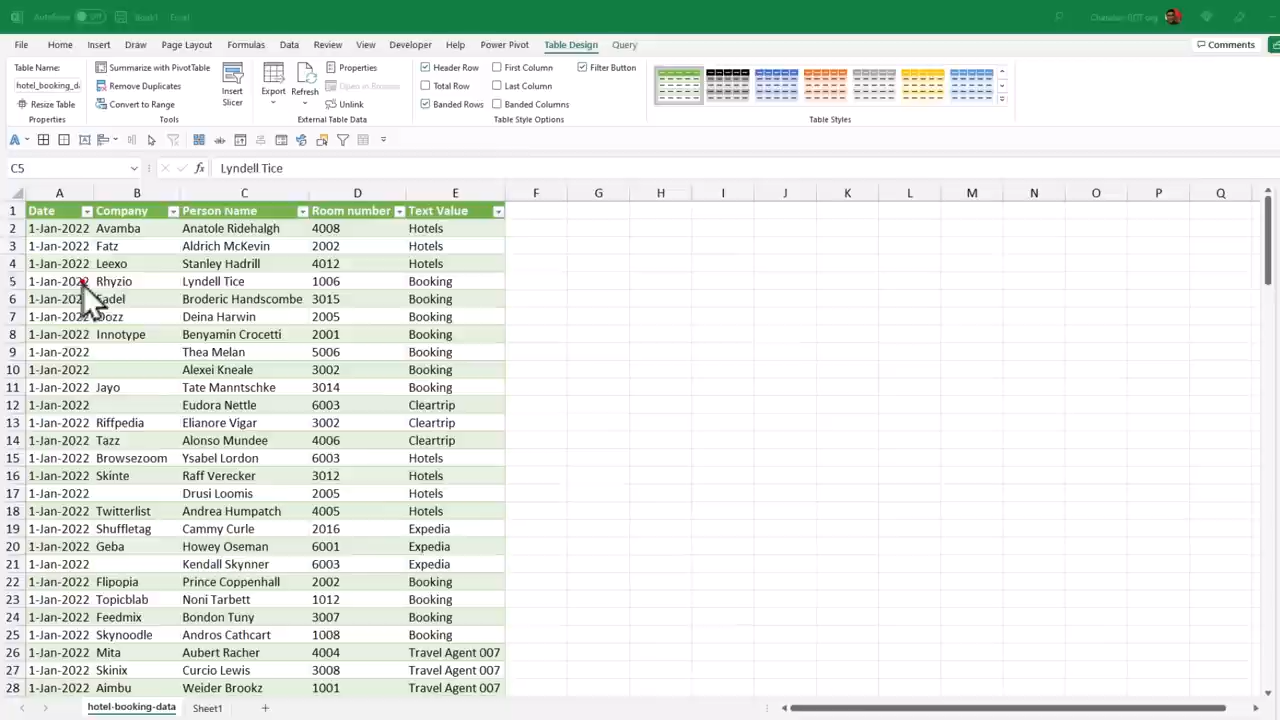 AutoSave Off Book1 Excel
File Home Insert Draw Page Layout Formulas Data Review View Developer Help Power Pivot Table Design Query Comments
Table Name: Summarize with PivotTable Properties Header Row First Column Filter Button
hotel_booking_d Remove Duplicates Insert Slicer Export Refresh Open in Browser Total Row Last Column
Resize Table Convert to Range Unlink Banded Rows Banded Columns
Properties Tools External Table Data Table Style Options Table Styles
C5 fx Lyndell Tice
A B C D E F G H I J K L M N O P Q
1 Date Company Person Name Room number Text Value
2 1-Jan-2022 Avamba Anatole Ridehalgh 4008 Hotels
3 1-Jan-2022 Fatz Aldrich McKevin 2002 Hotels
4 1-Jan-2022 Leexo Stanley Hadrill 4012 Hotels
5 1-Jan-2022 Rhyzio Lyndell Tice 1006 Booking
6 1-Jan-2022 Broderic Handscombe 3015 Booking
7 1-Jan-2022 Deina Harwin 2005 Booking
8 1-Jan-2022 Innotype Benyamin Crocetti 2001 Booking
9 1-Jan-2022 Thea Melan 5006 Booking
10 1-Jan-2022 Alexei Kneale 3002 Booking
11 1-Jan-2022 Jayo Tate Manntschke 3014 Booking
12 1-Jan-2022 Eudora Nettle 6003 Cleartrip
13 1-Jan-2022 Riffpedia Elianore Vigar 3002 Cleartrip
14 1-Jan-2022 Tazz Alonso Mundee 4006 Cleartrip
15 1-Jan-2022 Browsezoom Ysabel Lordon 6003 Hotels
16 1-Jan-2022 Skinte Raff Verecker 3012 Hotels
17 1-Jan-2022 Drusi Loomis 2005 Hotels
18 1-Jan-2022 Twitterlist Andrea Humpatch 4005 Hotels
19 1-Jan-2022 Shuffletag Cammy Curle 2016 Expedia
20 1-Jan-2022 Geba Howey Oseman 6001 Expedia
21 1-Jan-2022 Kendall Skynner 6003 Expedia
22 1-Jan-2022 Flipopia Prince Coppenhall 2002 Booking
23 1-Jan-2022 Topicblab Noni Tarbett 1012 Booking
24 1-Jan-2022 Feedmix Bondon Tuny 3007 Booking
25 1-Jan-2022 Skynoodle Andros Cathcart 1008 Booking
26 1-Jan-2022 Mita Aubert Racher 4004 Travel Agent 007
27 1-Jan-2022 Skinix Curcio Lewis 3008 Travel Agent 007
28 1-Jan-2022 Aimbu Weider Brookz 1001 Travel Agent 007
hotel-booking-data Sheet1